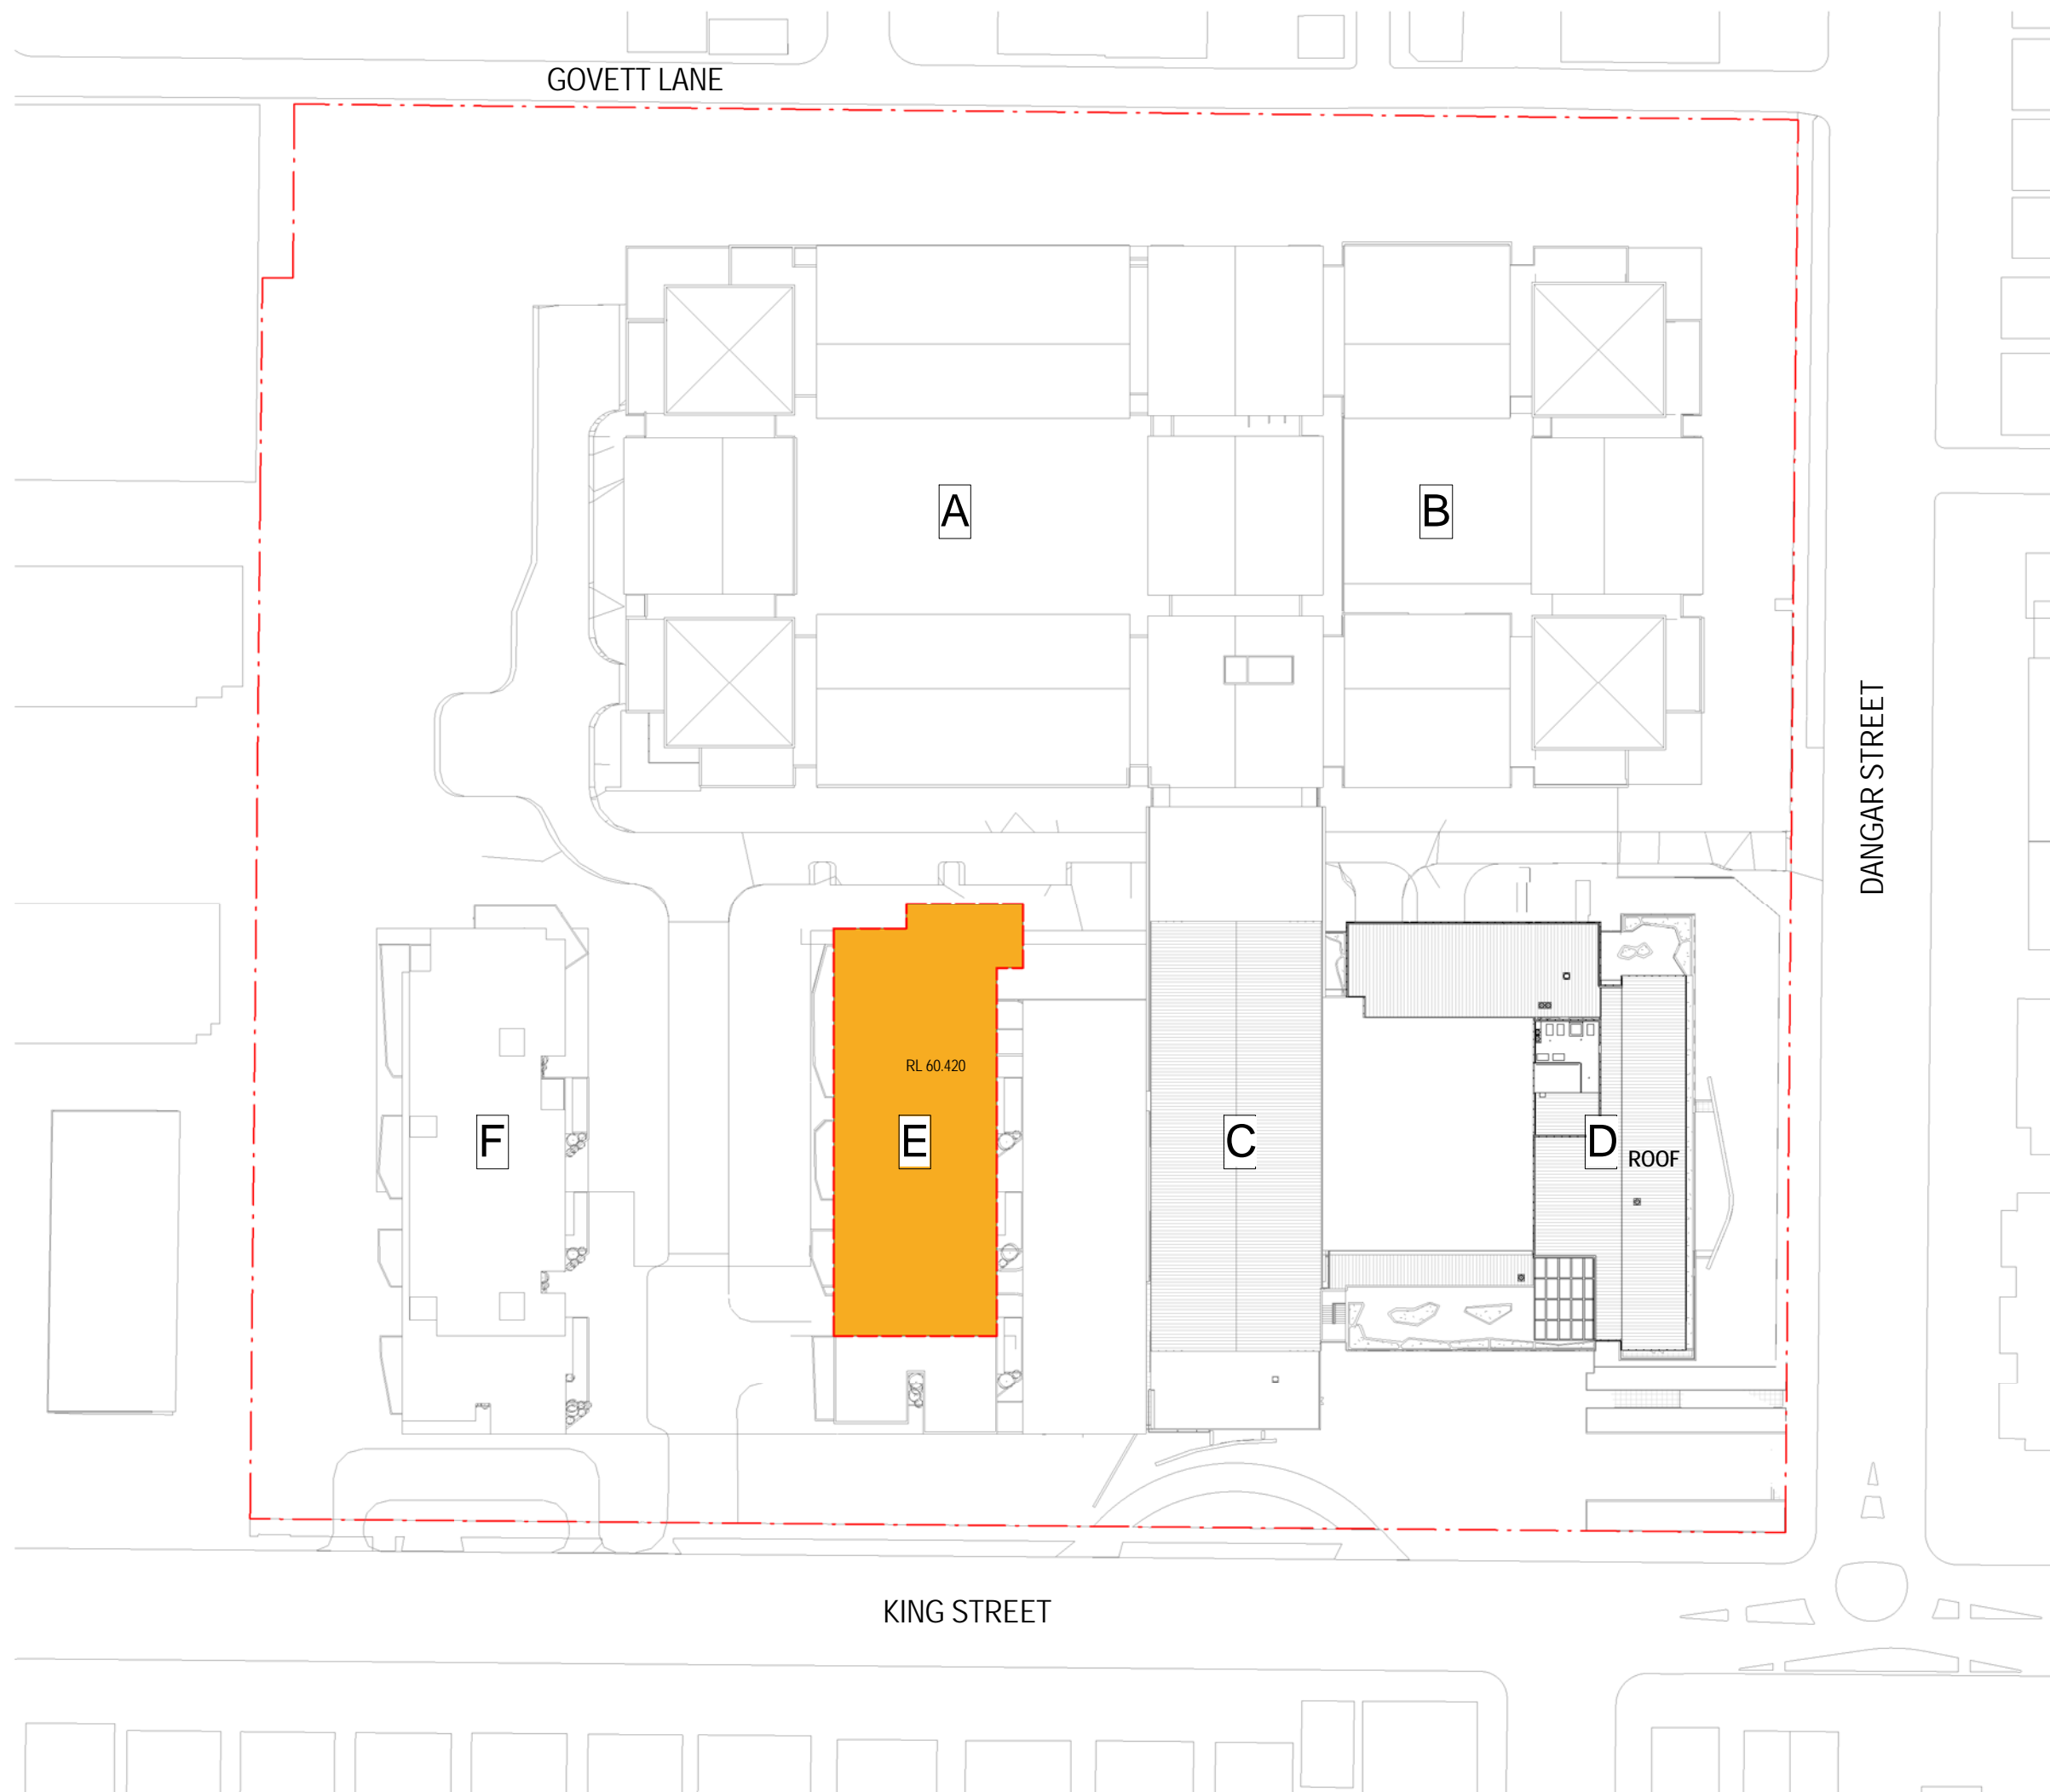 GOVETT LANE
A
B
DANGAR STREET
RL 60.420
F
E
C
D
ROOF
KING STREET